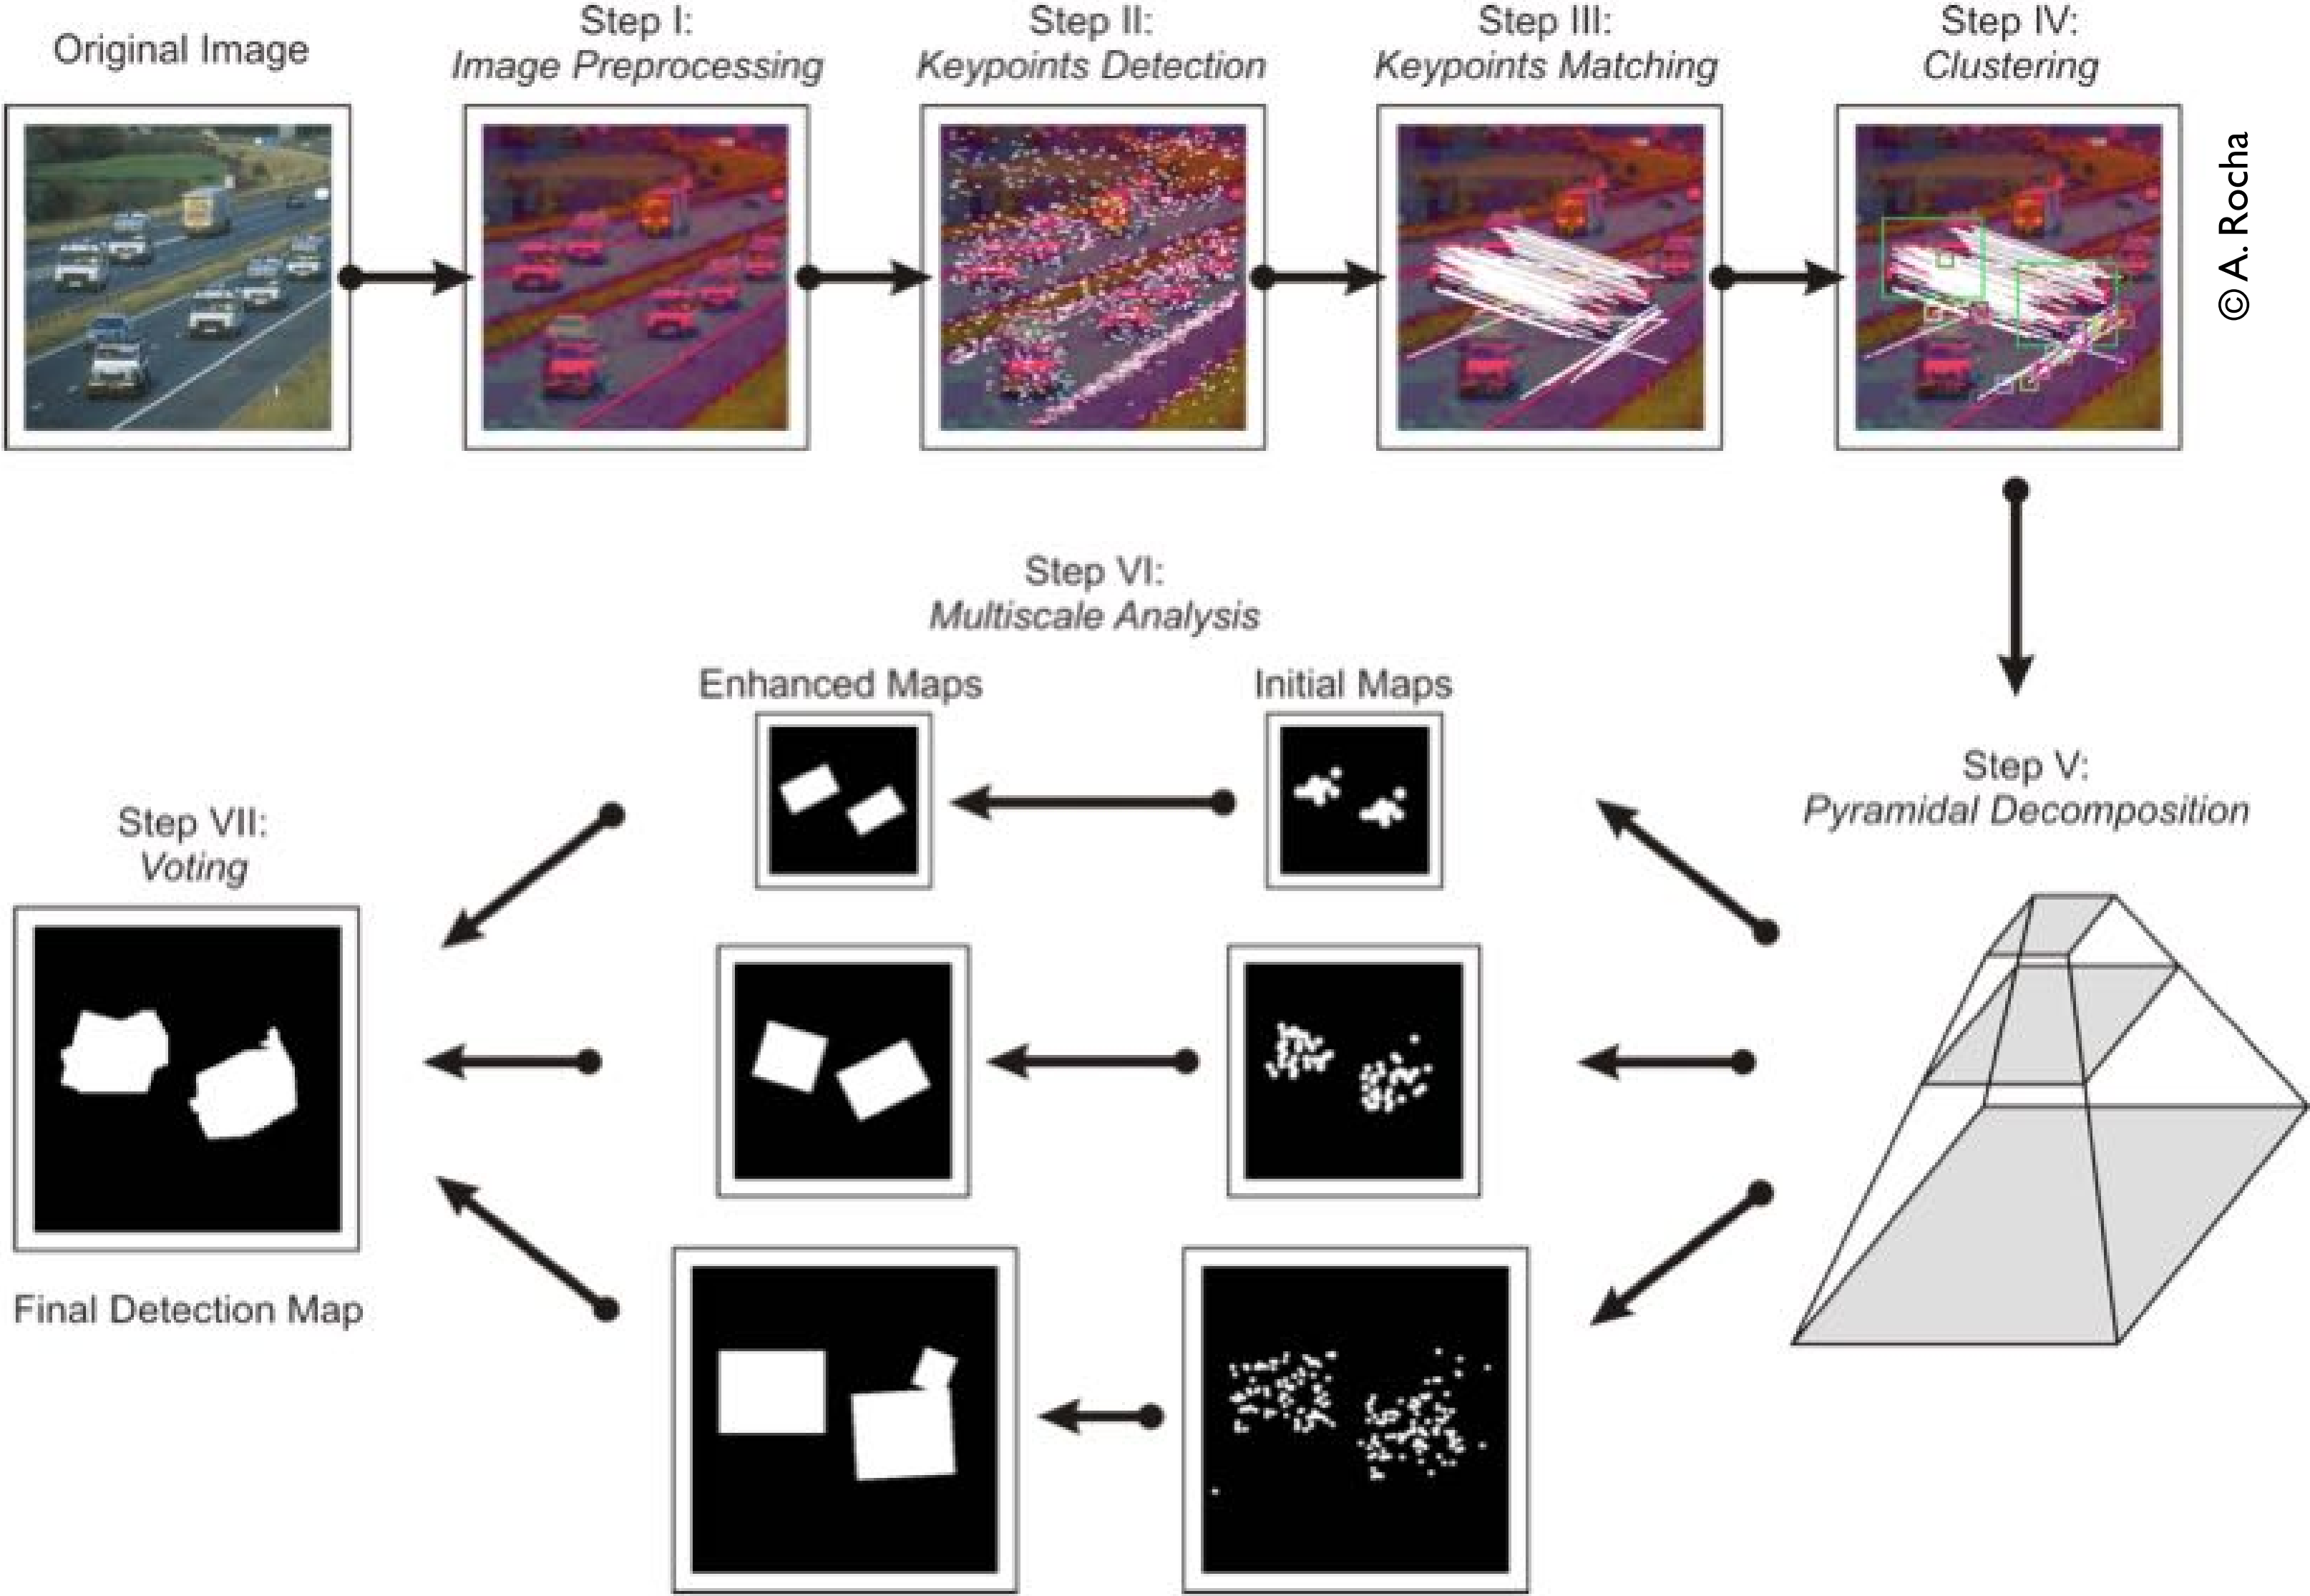 Original Image
Step I:
Image Preprocessing
Step II:
Keypoints Detection
Step III:
Keypoints Matching
Step IV:
Clustering
© A. Rocha
Step V:
Pyramidal Decomposition
Step VI:
Multiscale Analysis
Initial Maps
Enhanced Maps
Step VII:
Voting
Final Detection Map